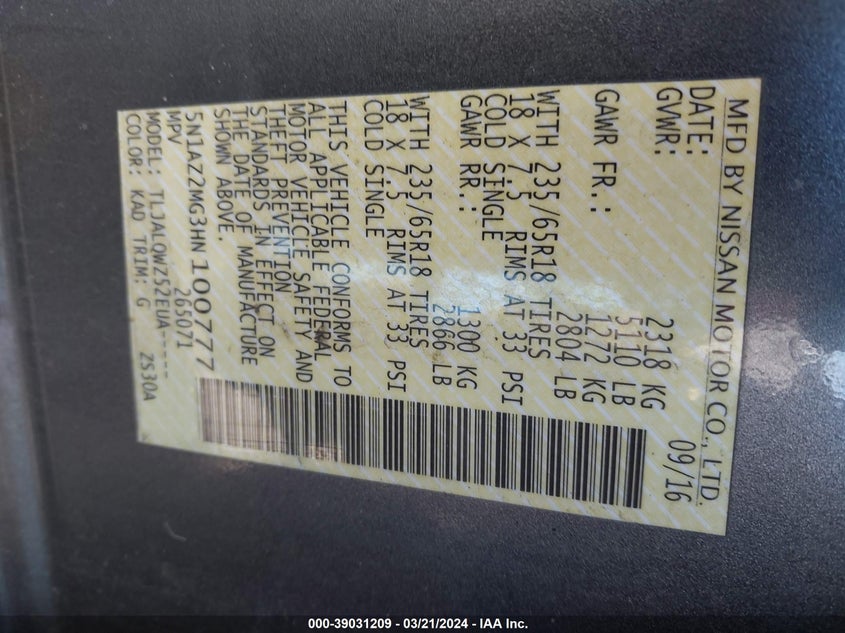 MFD BY NISSAN MOTOR CO., LTD.
DATE: 09/16
GVWR: 2318 KG
5110 LB
GAWR FR.: 1272 KG
2804 LB
WITH 235/65R18 TIRES
18 X 7.5 RIMS AT 33 PSI
COLD SINGLE
GAWR RR.: 1300 KG
2866 LB
WITH 235/65R18 TIRES
18 X 7.5 RIMS AT 33 PSI
COLD SINGLE
THIS VEHICLE CONFORMS TO
ALL APPLICABLE FEDERAL
MOTOR VEHICLE SAFETY AND
THEFT PREVENTION
STANDARDS IN EFFECT ON
THE DATE OF MANUFACTURE
SHOWN ABOVE.
5N1AZ2MG3HN100777
MPV 265071
MODEL: TLJALQWZ52EUA-----
COLOR: KAD TRIM: G ZS30A
000-39031209 - 03/21/2024 - IAA Inc.